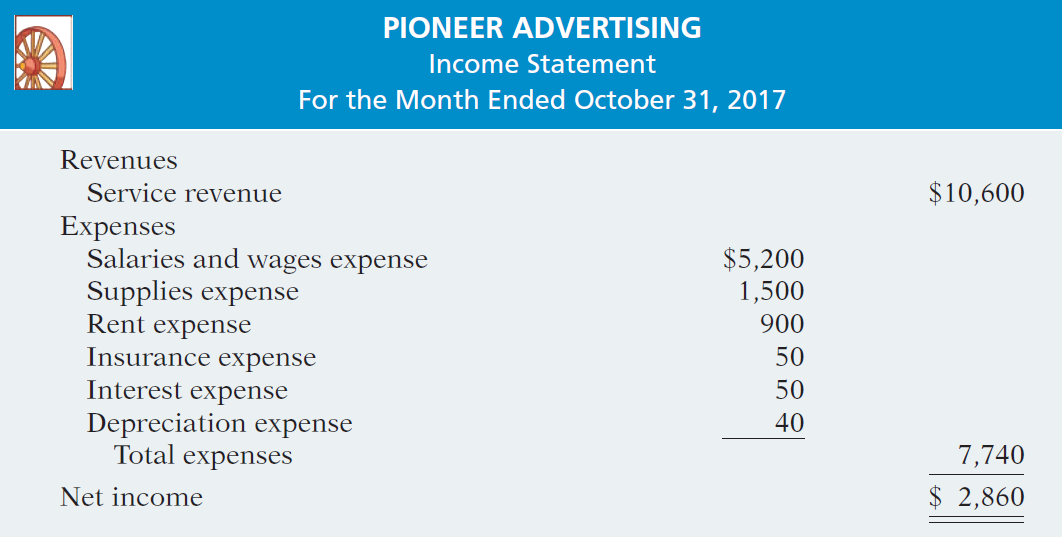 PIONEER ADVERTISING
Income Statement
For the Month Ended October 31, 2017
Revenues
Service revenue $10,600
Expenses
Salaries and wages expense $5,200
Supplies expense 1,500
Rent expense 900
Insurance expense 50
Interest expense 50
Depreciation expense 40
Total expenses 7,740
Net income $ 2,860